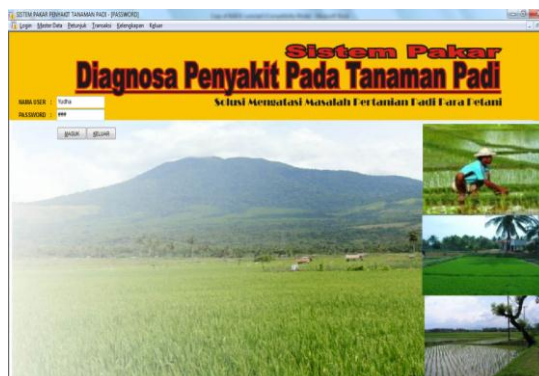 SISTEM PAKAR PENYAKIT TANAMAN PADI - [PASSWORD]
Login Master Data Petunjuk Transaksi Kelengkapan Keluar
Sistem Pakar
Diagnosa Penyakit Pada Tanaman Padi
Solusi Mengatasi Masalah Pertanian Padi Para Petani
NAMA USER : Yudha
PASSWORD : ###
MASUK KELUAR